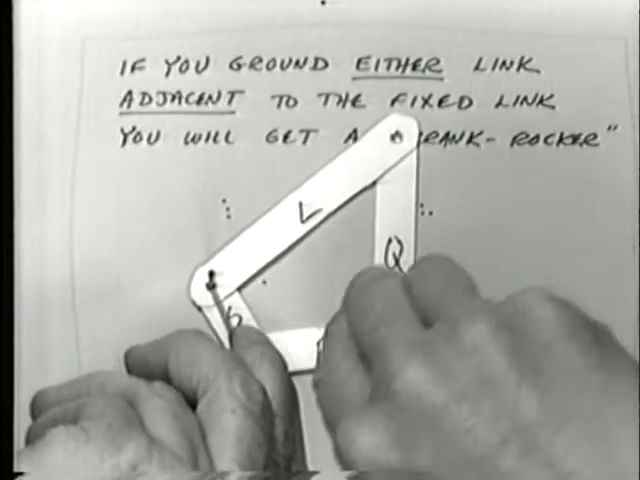 IF YOU GROUND EITHER LINK
ADJACENT TO THE FIXED LINK
YOU WILL GET A RANK-ROCKER"
L
Q